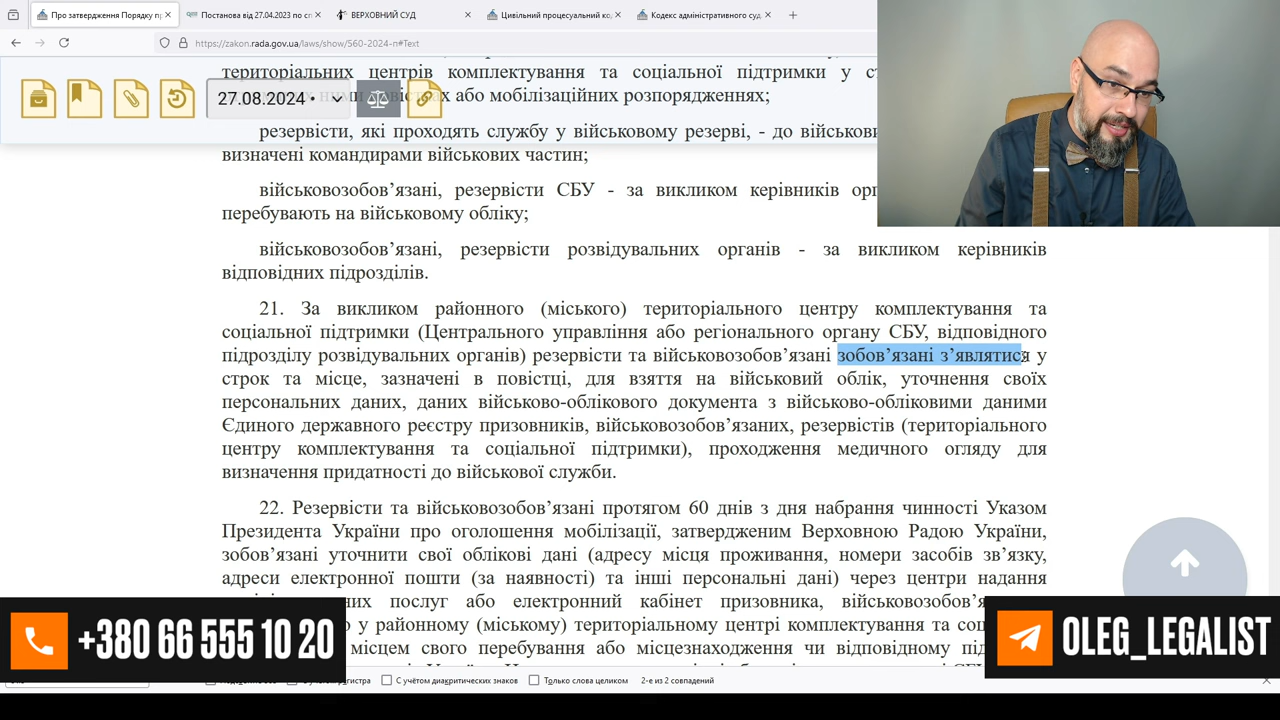 Про затвердження Порядку п
Постанова від 27.04.2023 по сп
ВЕРХОВНИЙ СУД
Цивільний процесуальний ко
Кодекс адміністративного суд
https://zakon.rada.gov.ua/laws/show/560-2024-п#Text
територіальних центрів комплектування та соціальної підтримки у
27.08.2024 •
або мобілізаційних розпорядженнях;
резервісти, які проходять службу у військовому резерві, - до
визначені командирами військових частин;
військовозобов’язані, резервісти СБУ - за викликом керівників
перебувають на військовому обліку;
військовозобов’язані, резервісти розвідувальних органів - за викликом керівників
відповідних підрозділів.
21. За викликом районного (міського) територіального центру комплектування та
соціальної підтримки (Центрального управління або регіонального органу СБУ, відповідного
підрозділу розвідувальних органів) резервісти та військовозобов’язані зобов’язані з’являтися у
строк та місце, зазначені в повістці, для взяття на військовий облік, уточнення своїх
персональних даних, даних військово-облікового документа з військово-обліковими даними
Єдиного державного реєстру призовників, військовозобов’язаних, резервістів (територіального
центру комплектування та соціальної підтримки), проходження медичного огляду для
визначення придатності до військової служби.
22. Резервісти та військовозобов’язані протягом 60 днів з дня набрання чинності Указом
Президента України про оголошення мобілізації, затвердженим Верховною Радою України,
зобов’язані уточнити свої облікові дані (адресу місця проживання, номери засобів зв’язку,
адреси електронної пошти (за наявності) та інші персональні дані) через центри надання
послуг або електронний кабінет призовника,
у районному (міському) територіальному центрі комплектування та
місцем свого перебування або місцезнаходження чи відповідному
+380 66 555 10 20
OLEG_LEGALIST
С учётом диакритических знаков
Только слова целиком
2-е из 2 совпадений